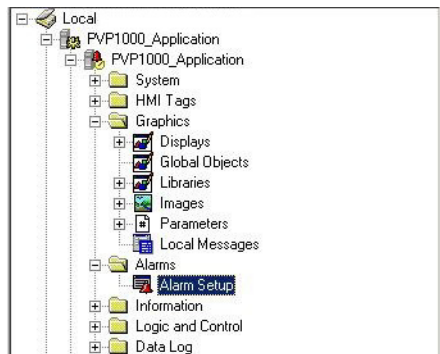 Local
PVP1000_Application
PVP1000_Application
System
HMI Tags
Graphics
Displays
Global Objects
Libraries
Images
Parameters
Local Messages
Alarms
Alarm Setup
Information
Logic and Control
Data Log